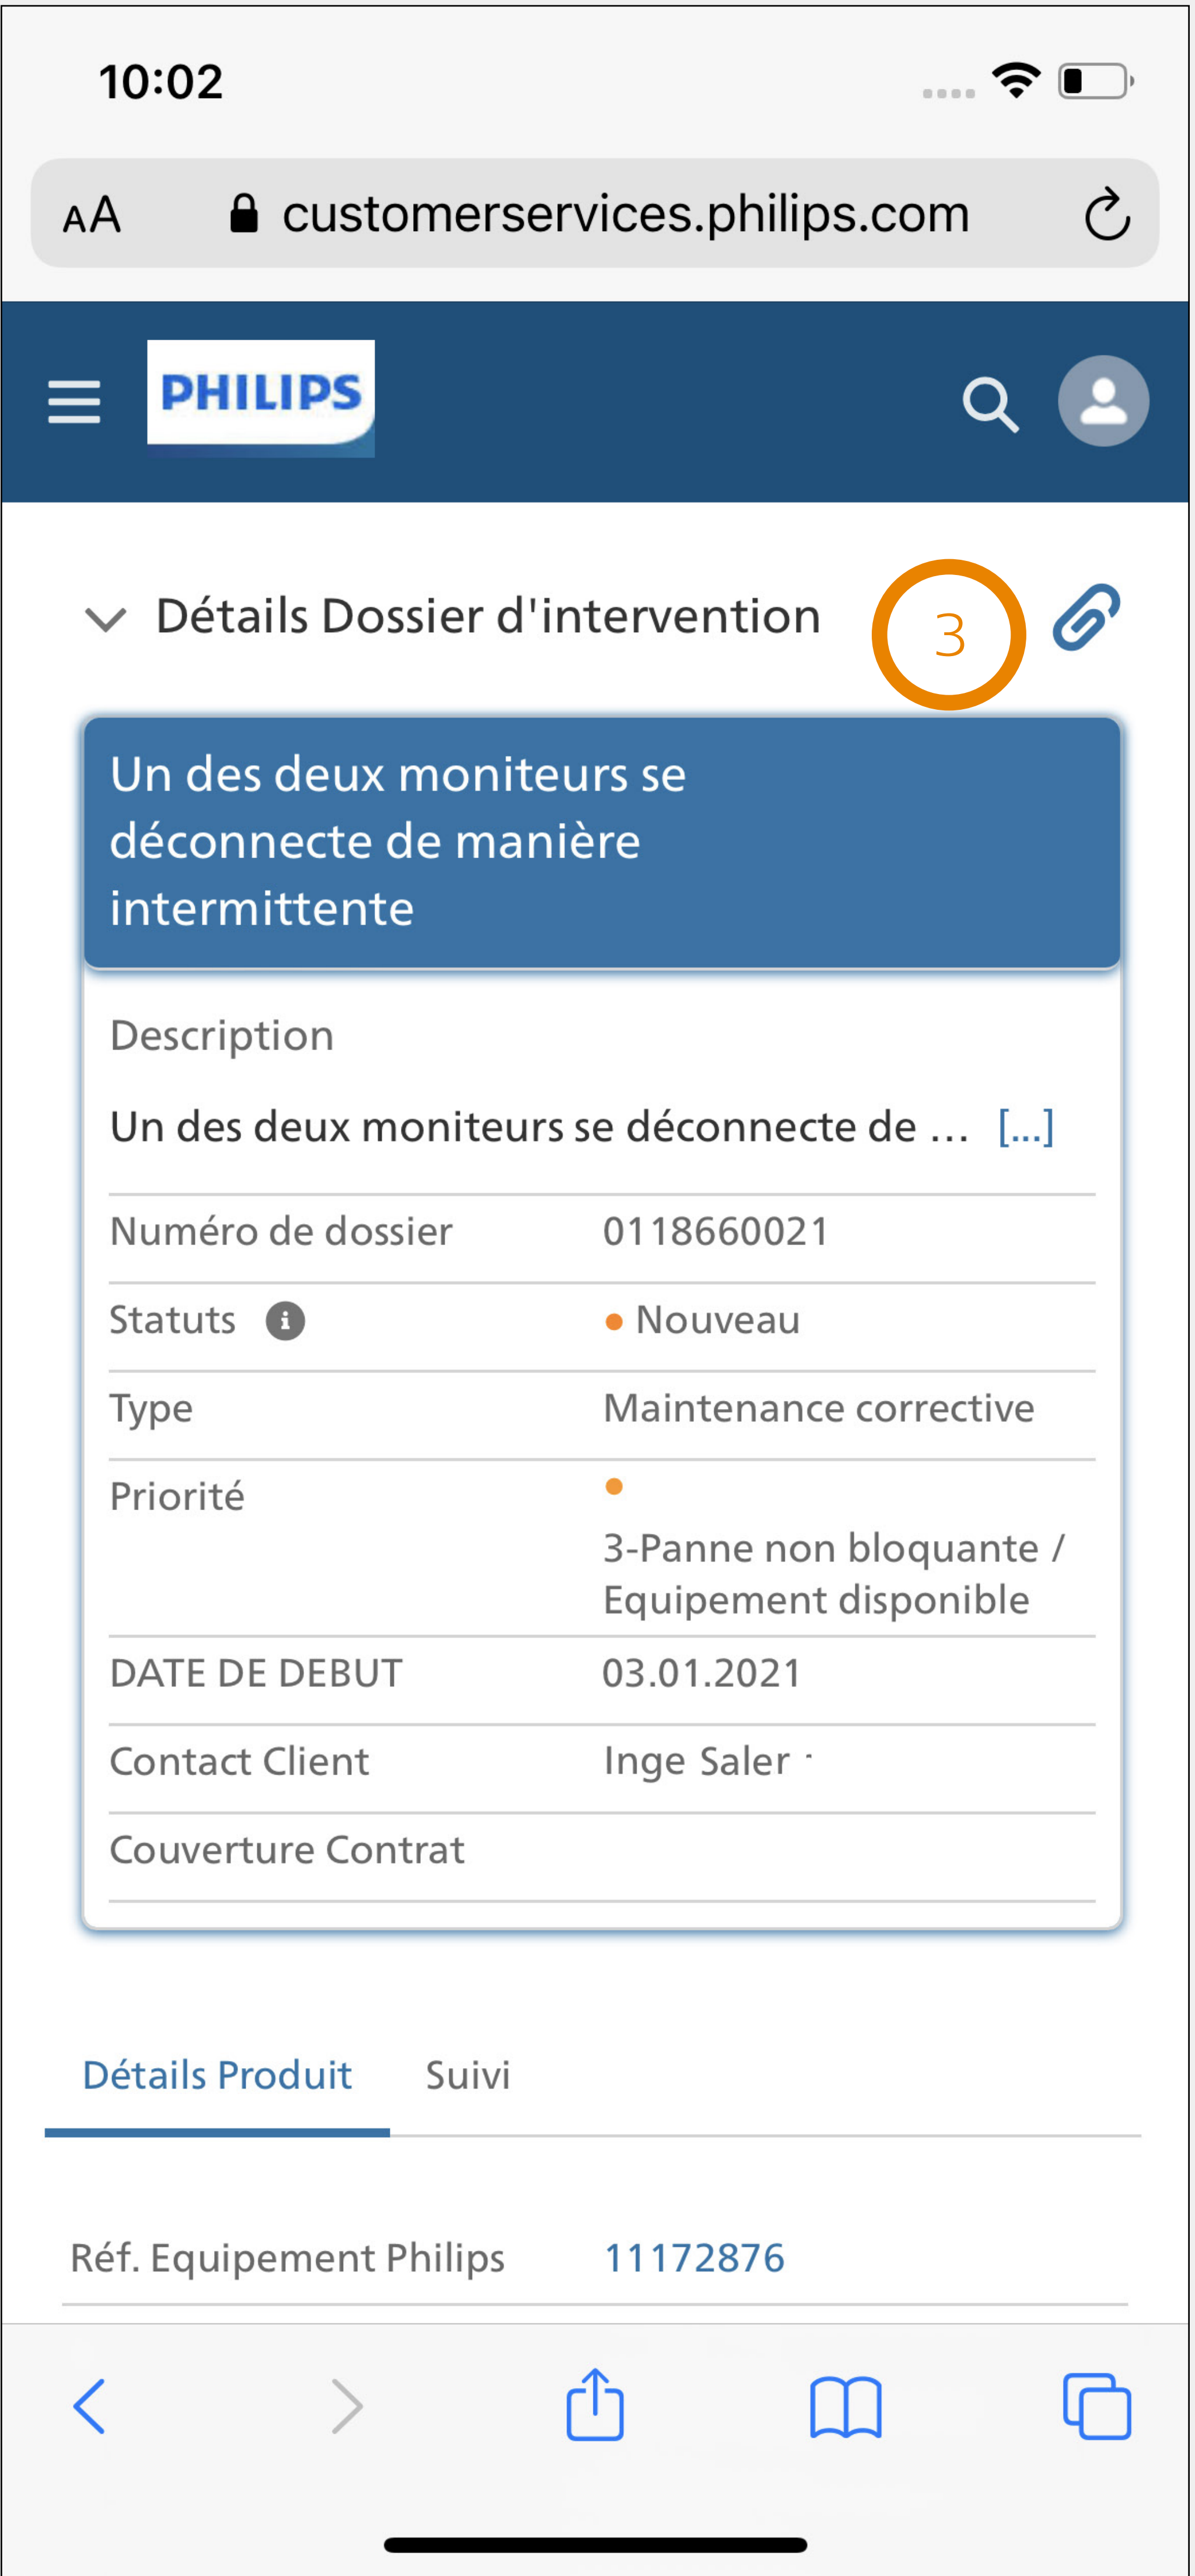 10:02
AA customerservices.philips.com
PHILIPS
Détails Dossier d'intervention
3
Un des deux moniteurs se
déconnecte de manière
intermittente
Description
Un des deux moniteurs se déconnecte de ... [...]
Numéro de dossier 0118660021
Statuts i Nouveau
Type Maintenance corrective
Priorité
3-Panne non bloquante /
Equipement disponible
DATE DE DEBUT 03.01.2021
Contact Client Inge Saler
Couverture Contrat
Détails Produit Suivi
Réf. Equipement Philips 11172876